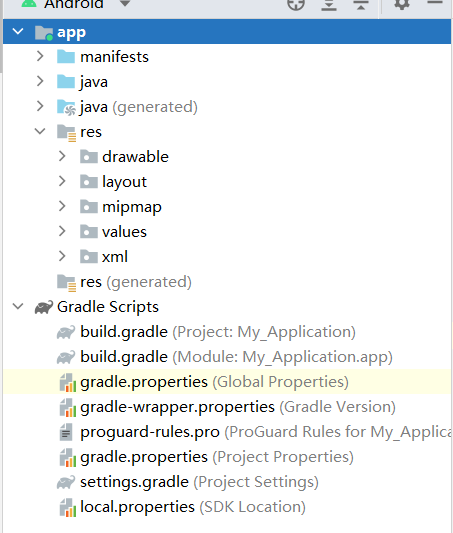 Android
app
manifests
java
java (generated)
res
drawable
layout
mipmap
values
xml
res (generated)
Gradle Scripts
build.gradle (Project: My_Application)
build.gradle (Module: My_Application.app)
gradle.properties (Global Properties)
gradle-wrapper.properties (Gradle Version)
proguard-rules.pro (ProGuard Rules for My_Applica
gradle.properties (Project Properties)
settings.gradle (Project Settings)
local.properties (SDK Location)